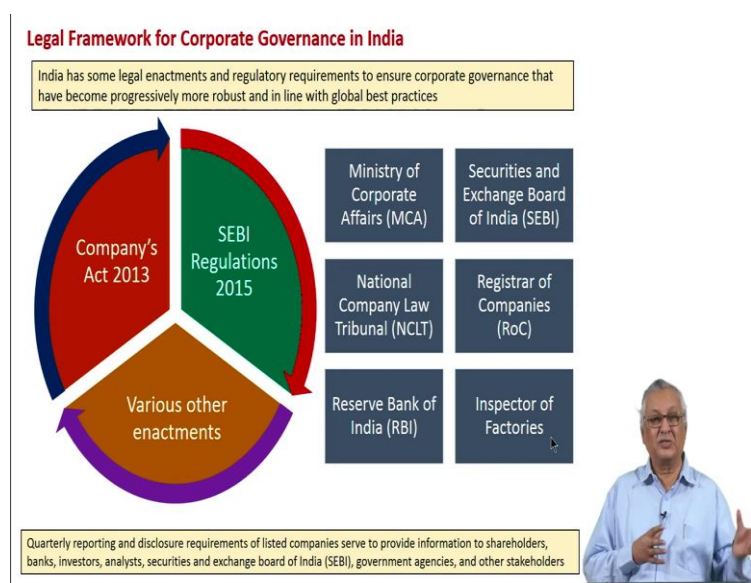 Legal Framework for Corporate Governance in India
India has some legal enactments and regulatory requirements to ensure corporate governance that
have become progressively more robust and in line with global best practices
Company's
Act 2013
SEBI
Regulations
2015
Various other
enactments
Ministry of
Corporate
Affairs (MCA)
Securities and
Exchange Board
of India (SEBI)
National
Company Law
Tribunal (NCLT)
Registrar of
Companies
(RoC)
Reserve Bank of
India (RBI)
Inspector of
Factories
Quarterly reporting and disclosure requirements of listed companies serve to provide information to shareholders,
banks, investors, analysts, securities and exchange board of India (SEBI), government agencies, and other stakeholders